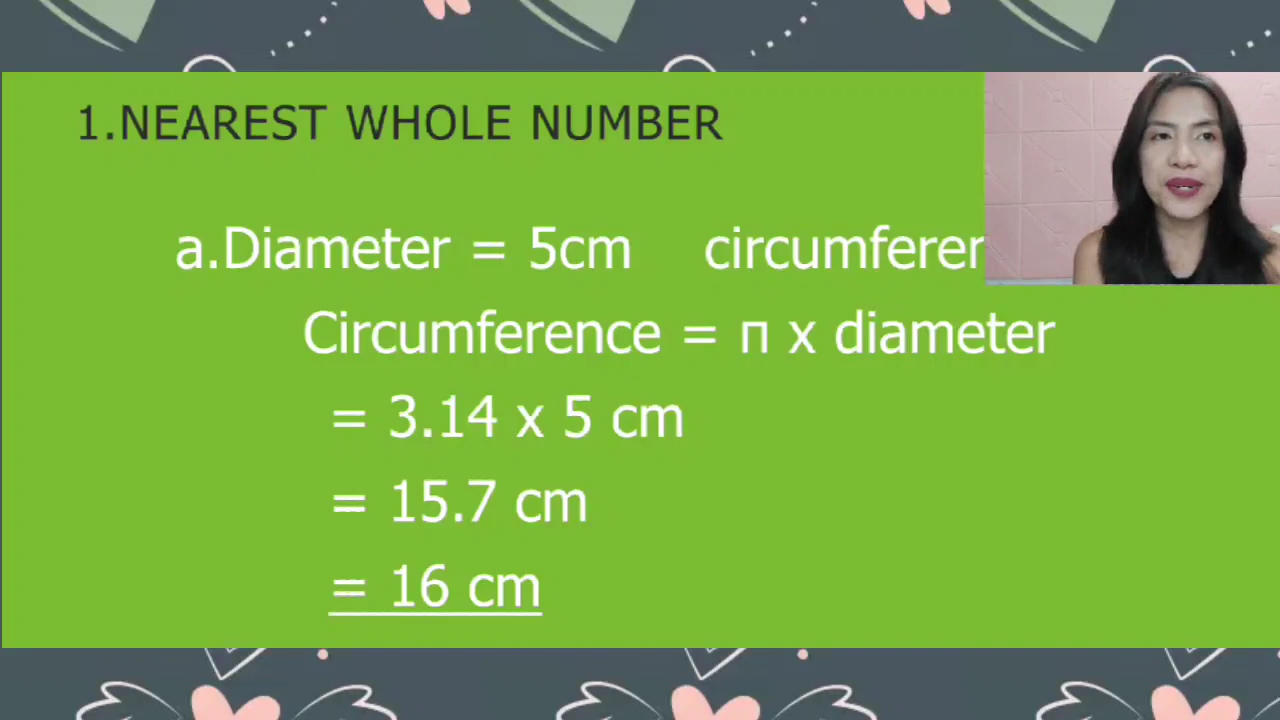 1.NEAREST WHOLE NUMBER
a.Diameter = 5cm
Circumference = π x diameter
= 3.14 x 5 cm
= 15.7 cm
= 16 cm